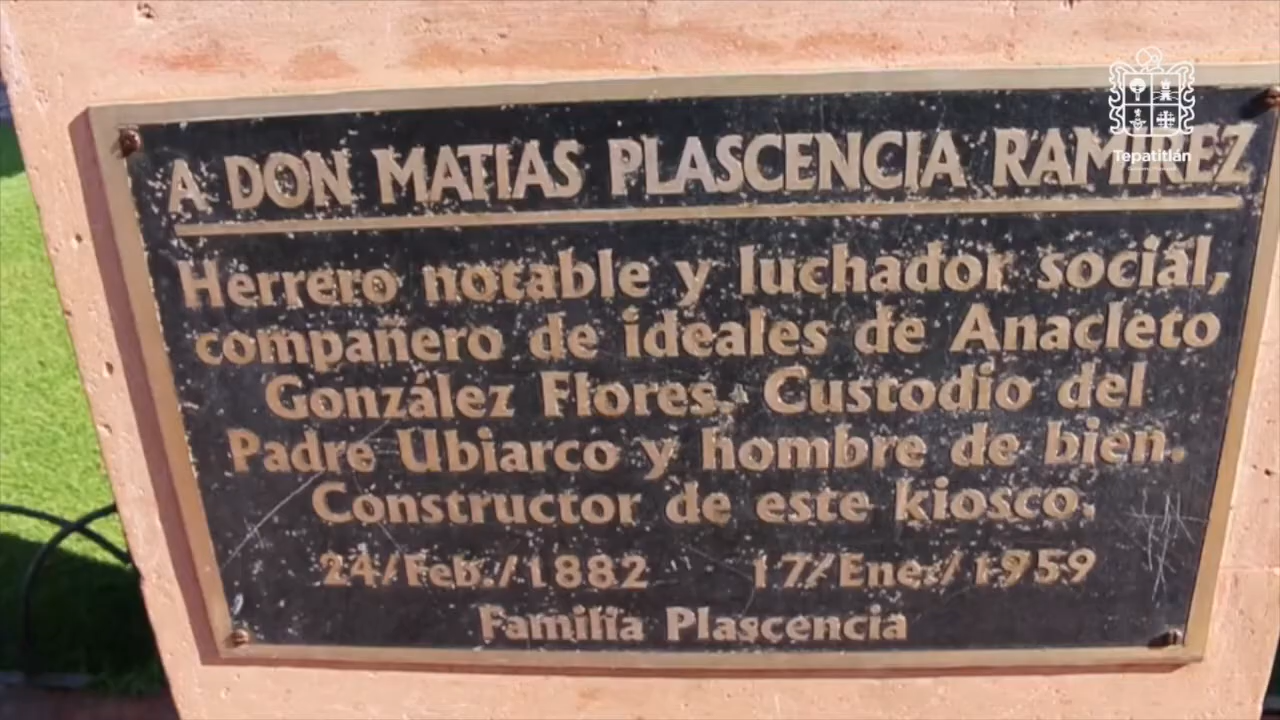 Tepatitlán
A DON MATIAS PLASCENCIA RAMIREZ
Herrero notable y luchador social,
compañero de ideales de Anacleto
González Flores. Custodio del
Padre Ubiarco y hombre de bien.
Constructor de este kiosco.
24/Feb./1882 17/Ene./1959
Familia Plascencia